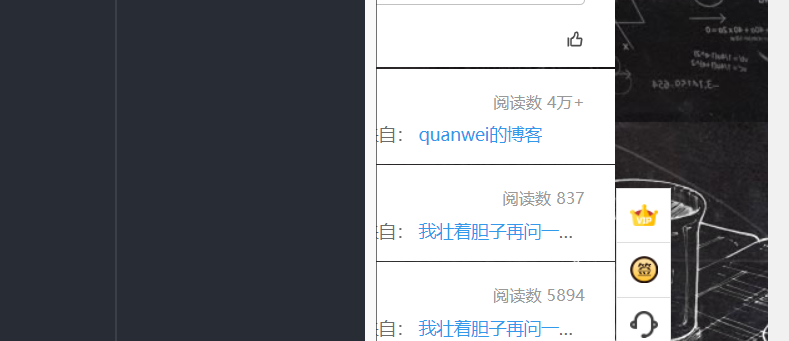 阅读数 4万+
自： quanwei的博客
阅读数 837
自： 我壮着胆子再问一...
VIP
签
阅读数 5894
自： 我壮着胆子再问一...